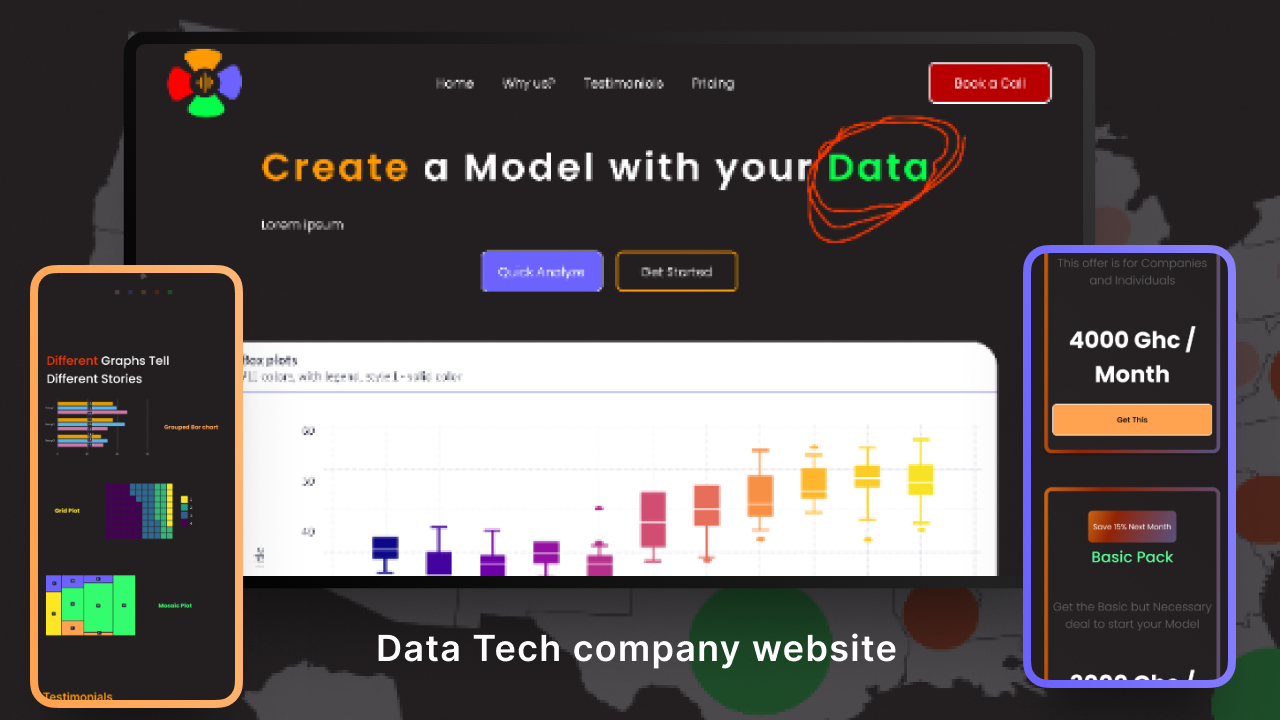 Home
Why us?
Testimonials
Pricing
Book a Call
Create a Model with your Data
Lorem ipsum
Quick Analyze
Get Started
Box plots
All colors, with legend, style 1 - solid color
60
50
40
Different Graphs Tell
Different Stories
Grouped Bar chart
Grid Plot
Mosaic Plot
Testimonials
This offer is for Companies
and Individuals
4000 Ghc /
Month
Get This
Save 15% Next Month
Basic Pack
Get the Basic but Necessary
deal to start your Model
Data Tech company website